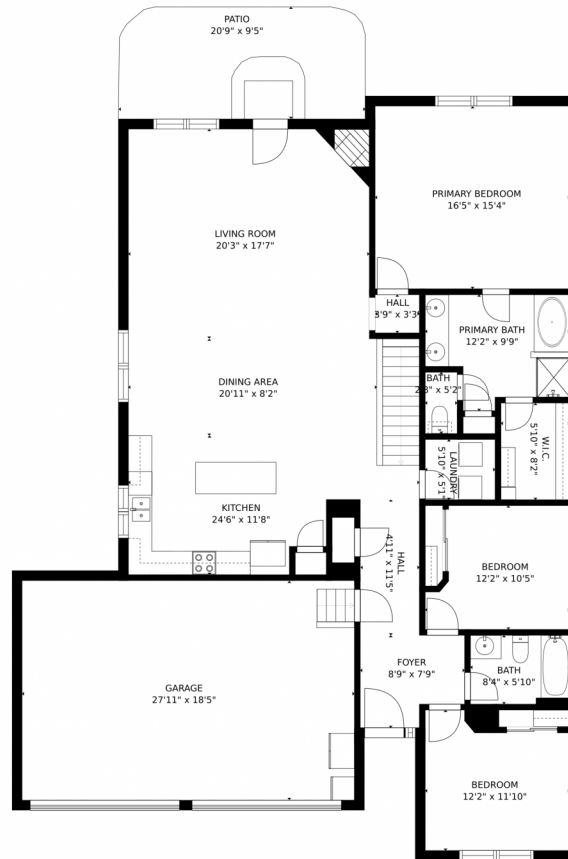 PATIO
20'9" x 9'5"
PRIMARY BEDROOM
16'5" x 15'4"
LIVING ROOM
20'3" x 17'7"
HALL
3'9" x 3'3"
PRIMARY BATH
12'2" x 9'9"
DINING AREA
20'11" x 8'2"
BATH
2'8" x 5'2"
W.I.C.
5'10" x 8'2"
LAUNDRY
5'10" x 5'1"
KITCHEN
24'6" x 11'8"
HALL
4'11" x 11'5"
BEDROOM
12'2" x 10'5"
FOYER
8'9" x 7'9"
BATH
8'4" x 5'10"
GARAGE
27'11" x 18'5"
BEDROOM
12'2" x 11'10"